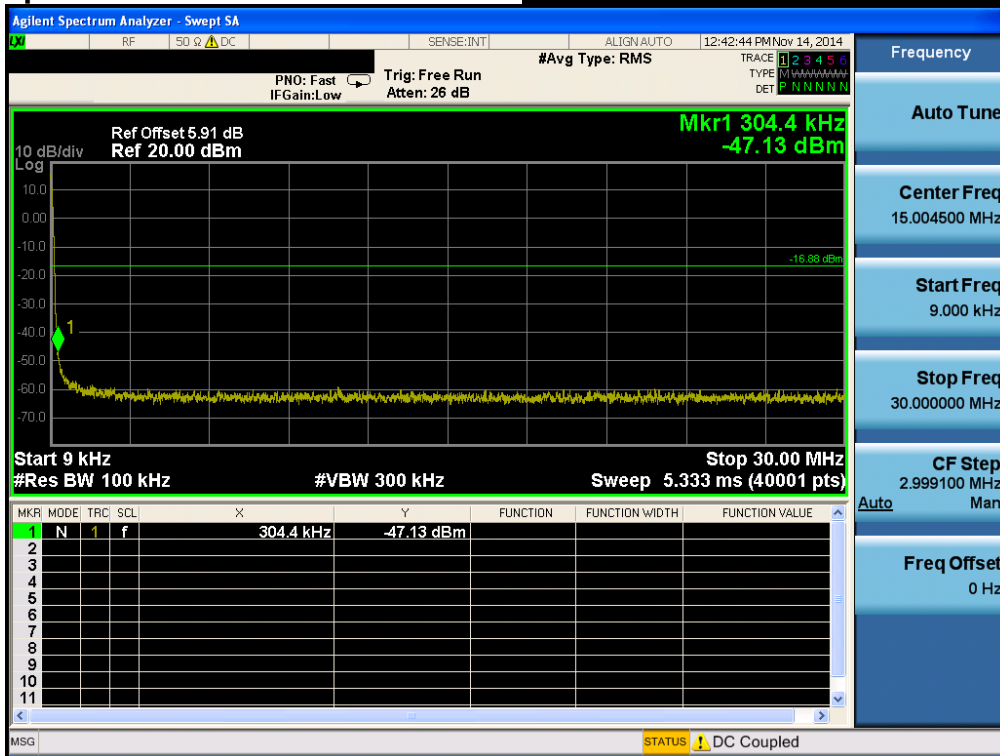 Agilent Spectrum Analyzer - Swept SA
LXI RF 50 Ω DC SENSE:INT ALIGN AUTO 12:42:44 PM Nov 14, 2014
#Avg Type: RMS
TRACE 1 2 3 4 5 6
TYPE M WWWWW
DET P N N N N N
PNO: Fast
IFGain:Low
Trig: Free Run
Atten: 26 dB
Mkr1 304.4 kHz
-47.13 dBm
Ref Offset 5.91 dB
10 dB/div Ref 20.00 dBm
Log
10.0
0.00
-10.0
-16.88 dBm
-20.0
-30.0
1
-40.0
-50.0
-60.0
-70.0
Start 9 kHz Stop 30.00 MHz
#Res BW 100 kHz #VBW 300 kHz Sweep 5.333 ms (40001 pts)
MKR MODE TRC SCL X Y FUNCTION FUNCTION WIDTH FUNCTION VALUE
1 N 1 f 304.4 kHz -47.13 dBm
2
3
4
5
6
7
8
9
10
11
MSG STATUS DC Coupled
Frequency
Auto Tune
Center Freq
15.004500 MHz
Start Freq
9.000 kHz
Stop Freq
30.000000 MHz
CF Step
2.999100 MHz
Auto Man
Freq Offset
0 Hz